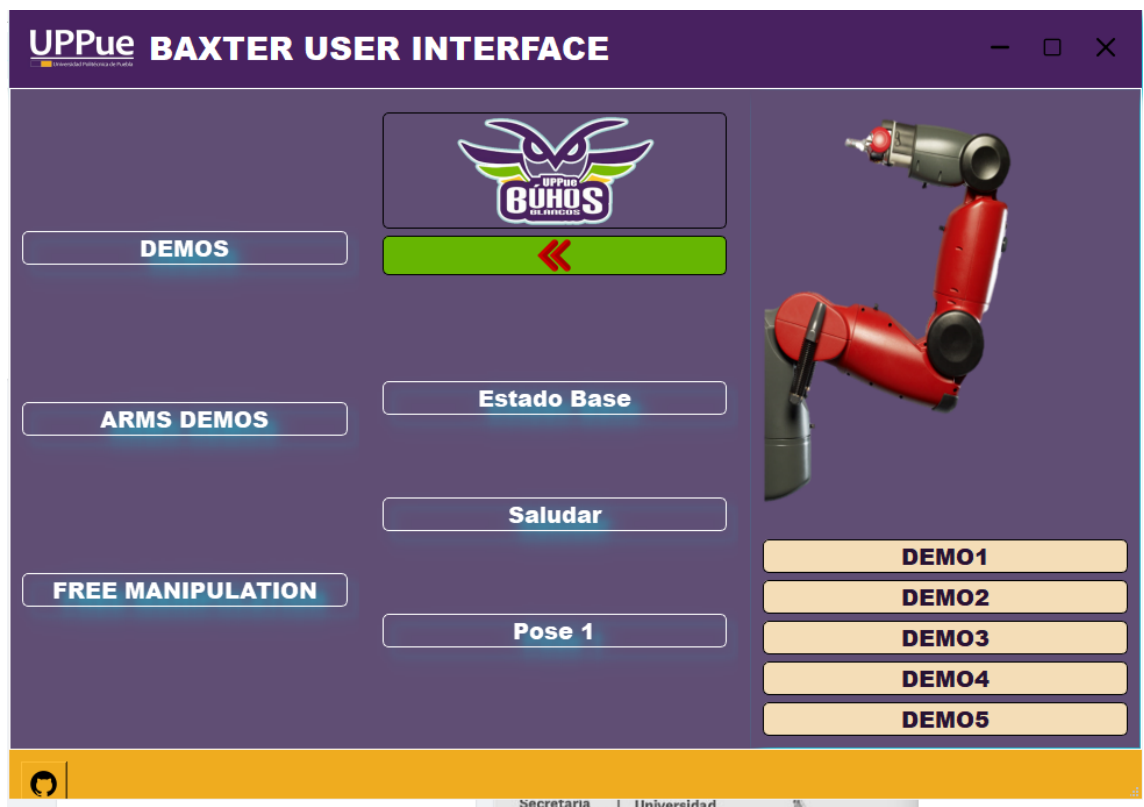 UPPue
Universidad Politécnica de Puebla
BAXTER USER INTERFACE
DEMOS
ARMS DEMOS
FREE MANIPULATION
UPPue
BÚHOS
BLANCOS
Estado Base
Saludar
Pose 1
DEMO1
DEMO2
DEMO3
DEMO4
DEMO5
Secretaría
Universidad